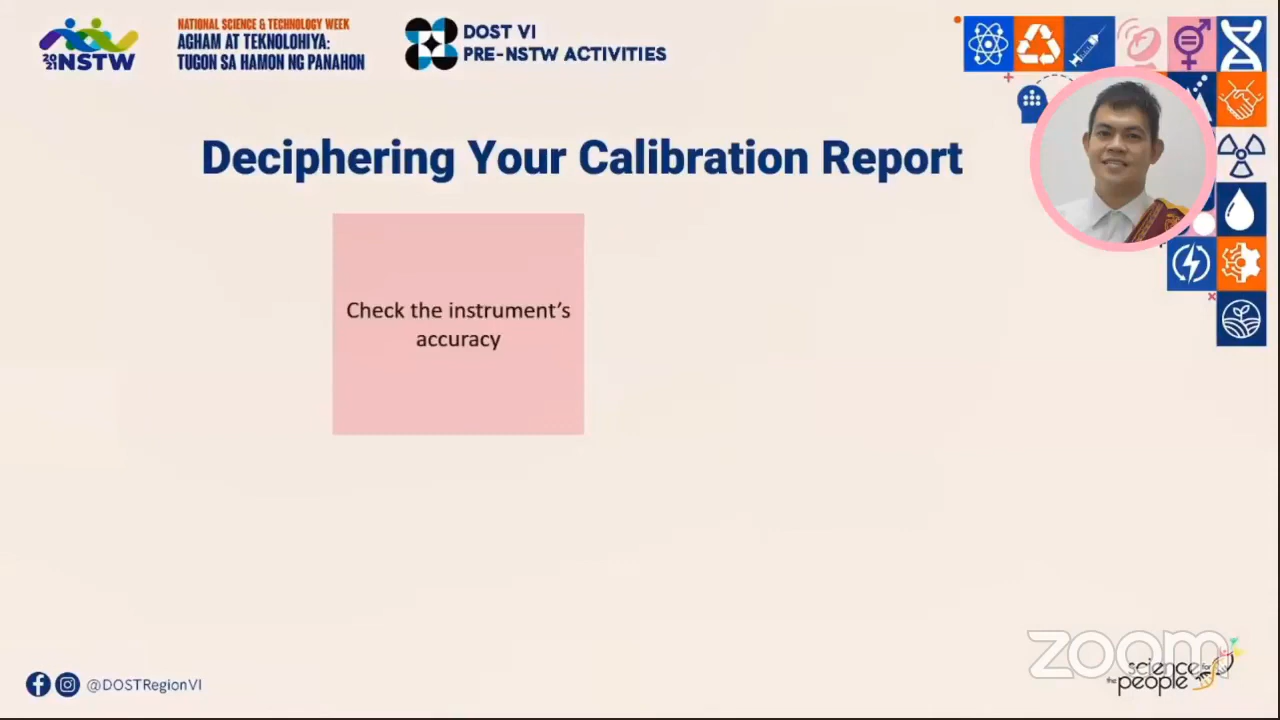 2021 NSTW
NATIONAL SCIENCE & TECHNOLOGY WEEK
AGHAM AT TEKNOLOHIYA:
TUGON SA HAMON NG PANAHON
DOST VI
PRE-NSTW ACTIVITIES
Deciphering Your Calibration Report
Check the instrument's
accuracy
@DOSTRegionVI
zoom
science for
the people